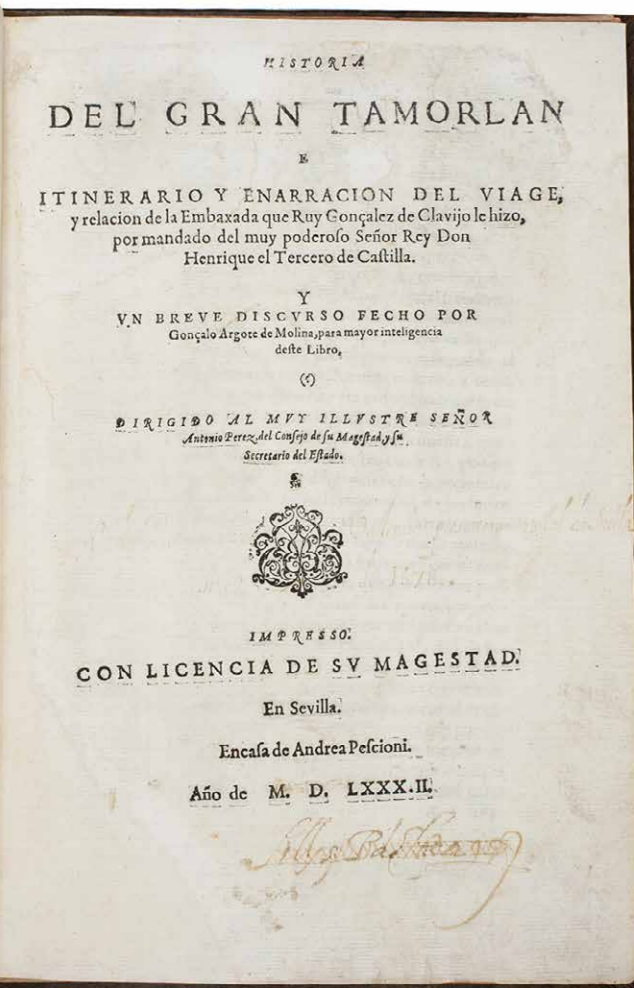 HISTORIA
DEL GRAN TAMORLAN
E
ITINERARIO Y ENARRACION DEL VIAGE,
y relacion de la Embaxada que Ruy Gonçalez de Clavijo le hizo,
por mandado del muy poderoſo Señor Rey Don
Henrique el Tercero de Caſtilla.
Y
VN BREVE DISCVRSO FECHO POR
Gonçalo Argote de Molina, para mayor inteligencia
deſte Libro,
DIRIGIDO AL MVY ILLVSTRE SEÑOR
Antonio Perez, del Conſejo de ſu Mageſtad, y ſu
Secretario del Eſtado.
IMPRESSO.
CON LICENCIA DE SV MAGESTAD.
En Sevilla.
Encaſa de Andrea Peſcioni.
Año de M. D. LXXX.II.